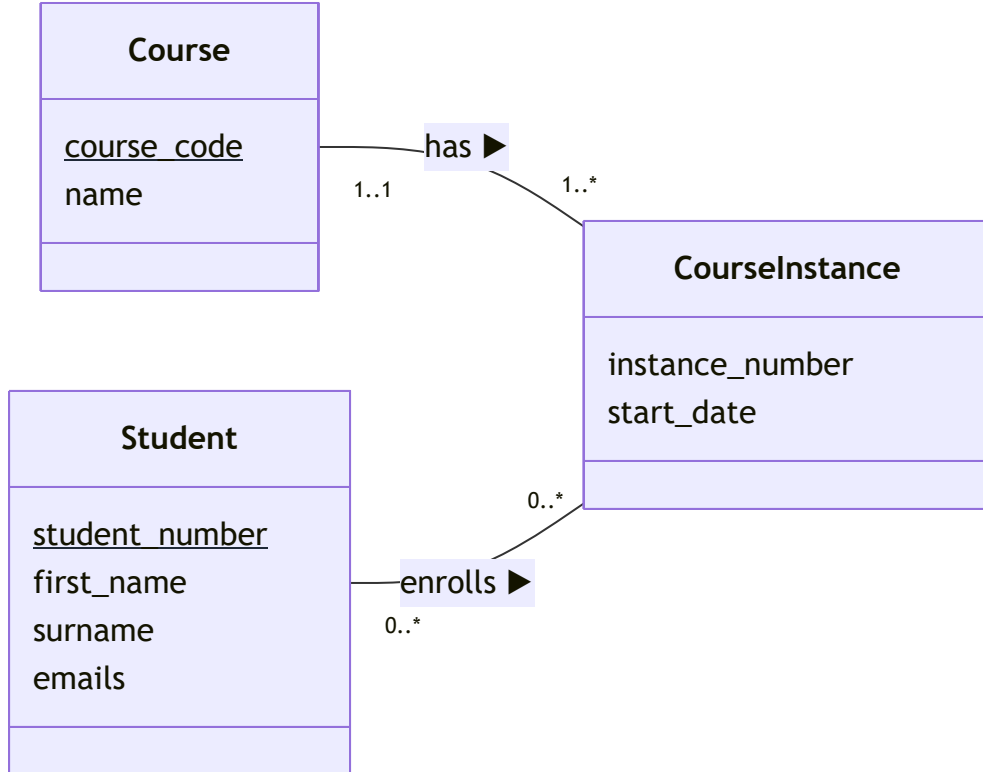 Course
course_code
name
has ▶
1..1
1..*
CourseInstance
instance_number
start_date
Student
student_number
first_name
surname
emails
0..*
enrolls ▶
0..*